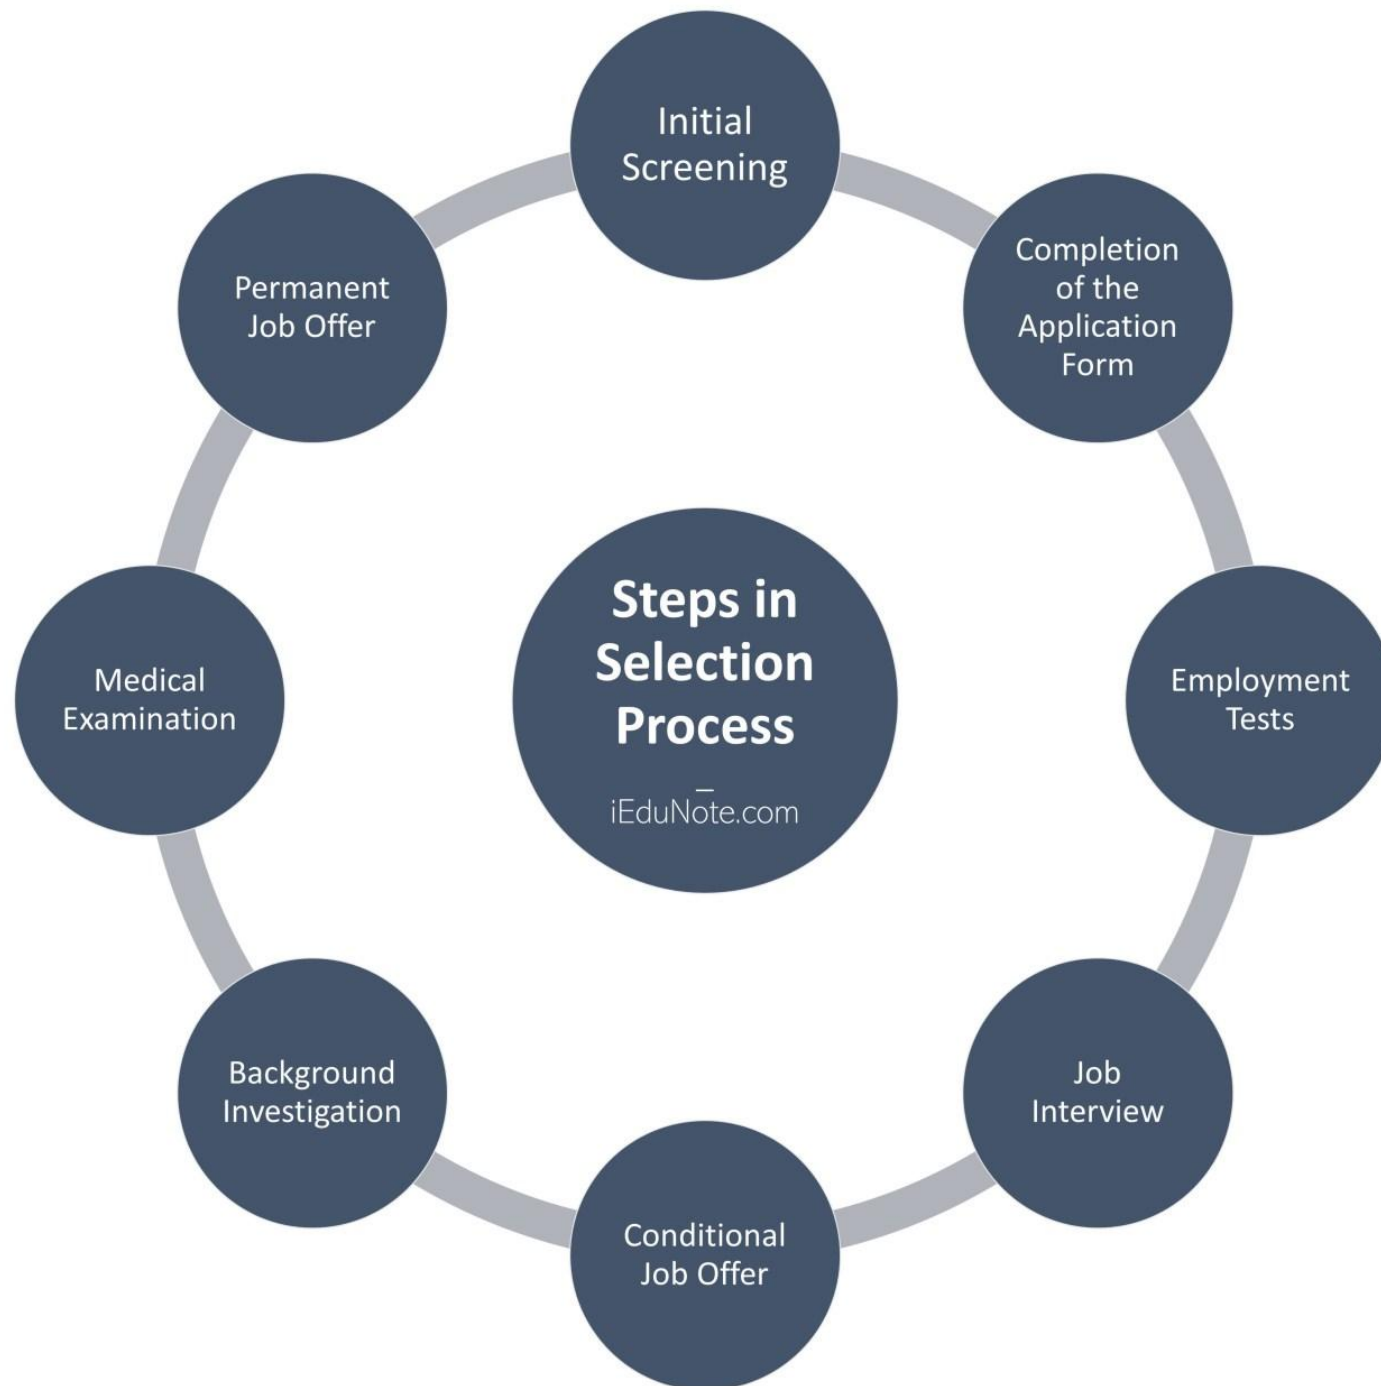 Initial
Screening
Completion
of the
Application
Form
Employment
Tests
Job
Interview
Conditional
Job Offer
Background
Investigation
Medical
Examination
Permanent
Job Offer
Steps in
Selection
Process
–
iEduNote.com